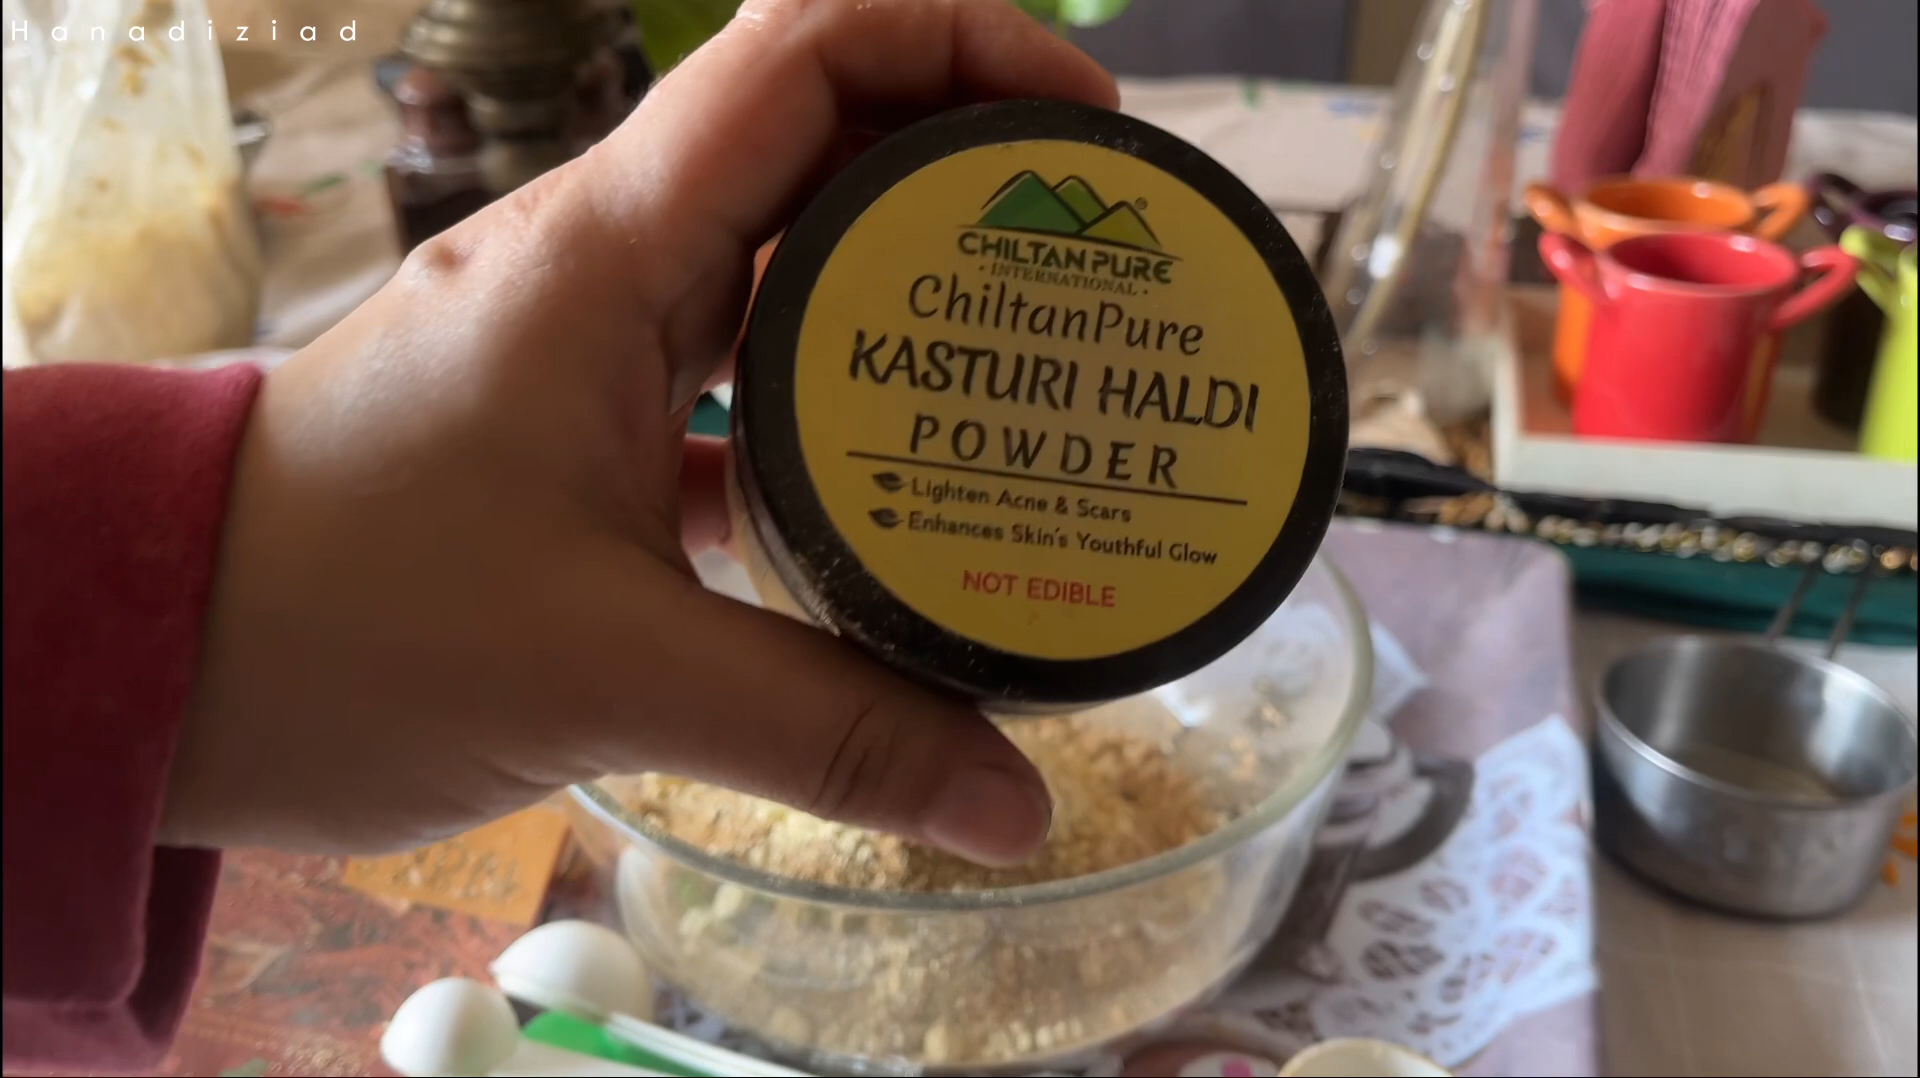 Hanadiziad
CHILTAN PURE
®
· INTERNATIONAL ·
ChiltanPure
KASTURI HALDI
POWDER
Lighten Acne & Scars
Enhances Skin's Youthful Glow
NOT EDIBLE